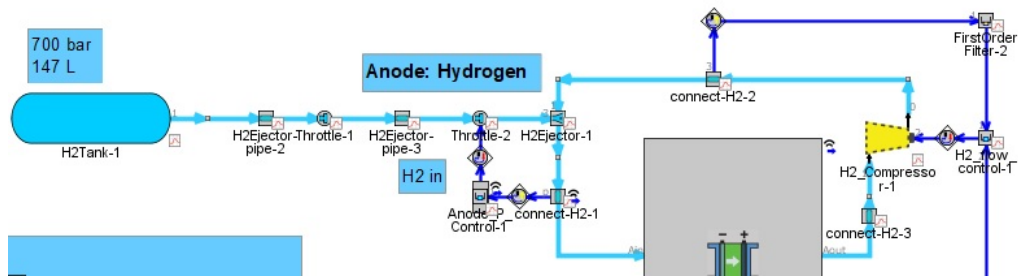 700 bar
147 L
Anode: Hydrogen
FirstOrder
Filter-2
connect-H2-2
H2Tank-1
H2Ejector-
pipe-2
Throttle-1
H2Ejector-
pipe-3
Throttle-2
H2Ejector-1
H2 in
H2_flow_
control-1
H2_Compresso
r-1
Anode_P_
Control-1
connect-H2-1
connect-H2-3
Aout